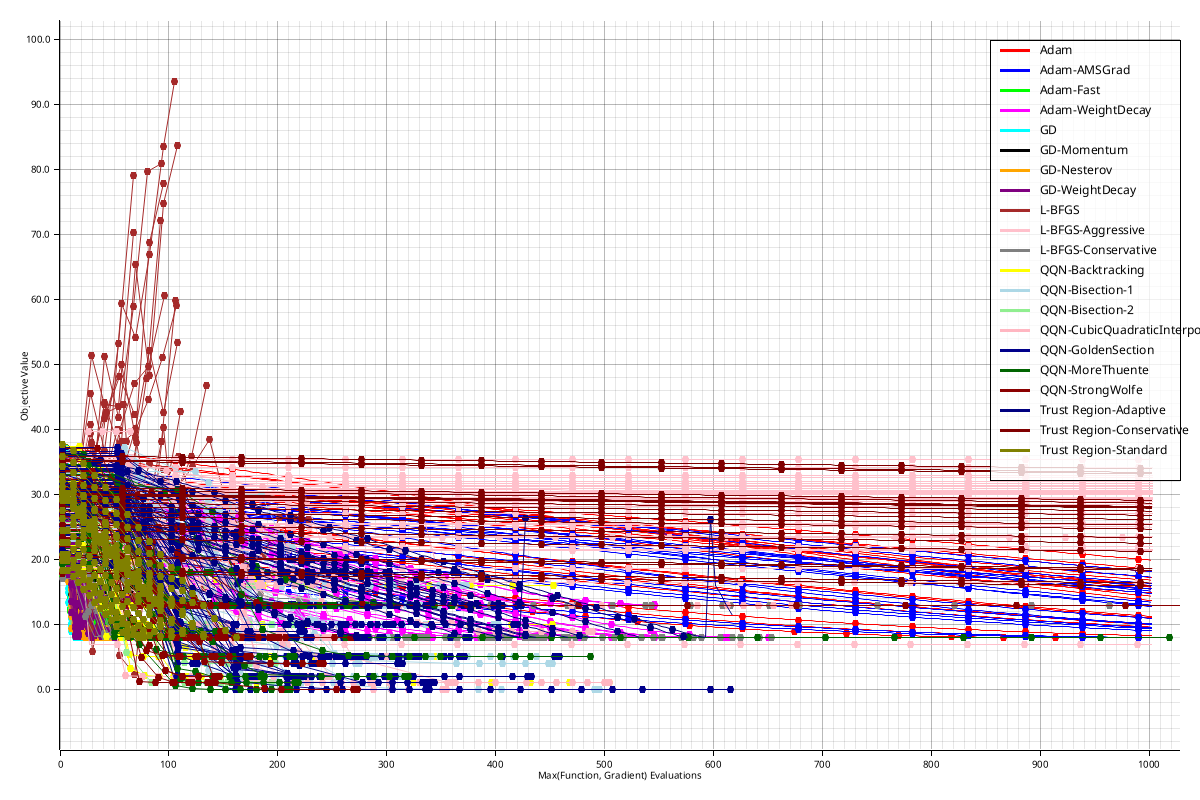 100.0
90.0
80.0
70.0
60.0
50.0
40.0
30.0
20.0
10.0
0.0
Objective Value
0 100 200 300 400 500 600 700 800 900 1000
Max(Function, Gradient) Evaluations
Adam
Adam-AMSGrad
Adam-Fast
Adam-WeightDecay
GD
GD-Momentum
GD-Nesterov
GD-WeightDecay
L-BFGS
L-BFGS-Aggressive
L-BFGS-Conservative
QQN-Backtracking
QQN-Bisection-1
QQN-Bisection-2
QQN-CubicQuadraticInterpo
QQN-GoldenSection
QQN-MoreThuente
QQN-StrongWolfe
Trust Region-Adaptive
Trust Region-Conservative
Trust Region-Standard